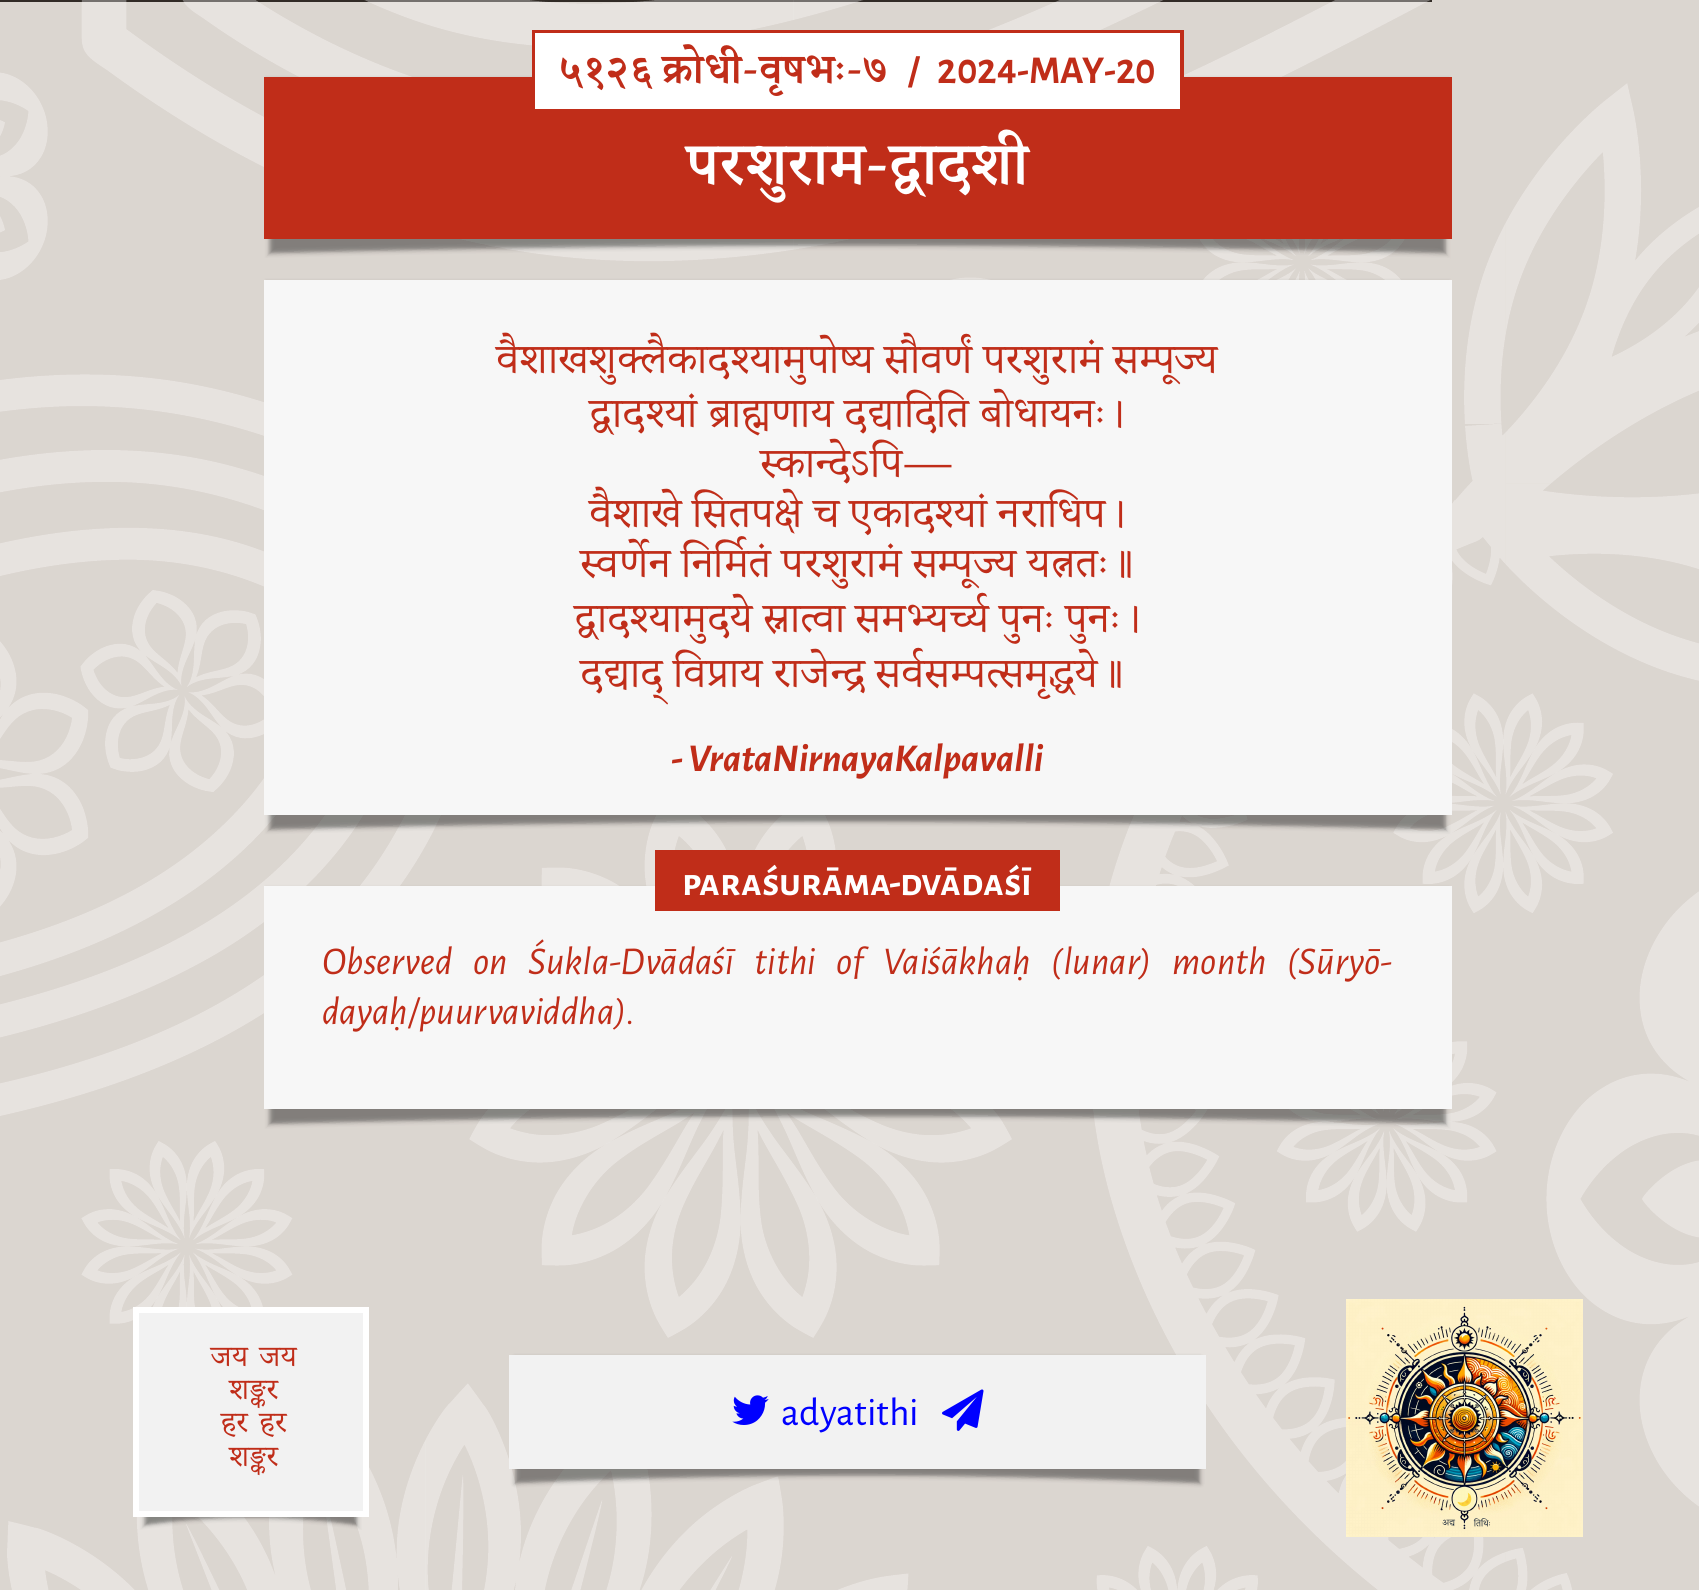 ५१२६ क्रोधी-वृषभः-७ / 2024-MAY-20
परशुराम-द्वादशी
वैशाखशुक्लैकादश्यामुपोष्य सौवर्णं परशुरामं सम्पूज्य
द्वादश्यां ब्राह्मणाय दद्यादिति बोधायनः।
स्कान्देऽपि—
वैशाखे सितपक्षे च एकादश्यां नराधिप।
स्वर्णेन निर्मितं परशुरामं सम्पूज्य यत्नतः॥
द्वादश्यामुदये स्नात्वा समभ्यर्च्य पुनः पुनः।
दद्याद् विप्राय राजेन्द्र सर्वसम्पत्समृद्धये॥
- VrataNirnayaKalpavalli
PARAŚURĀMA-DVĀDAŚĪ
Observed on Śukla-Dvādaśī tithi of Vaiśākhaḥ (lunar) month (Sūryō-
dayaḥ/puurvaviddha).
जय जय
शङ्कर
हर हर
शङ्कर
adyatithi
अद्य तिथिः